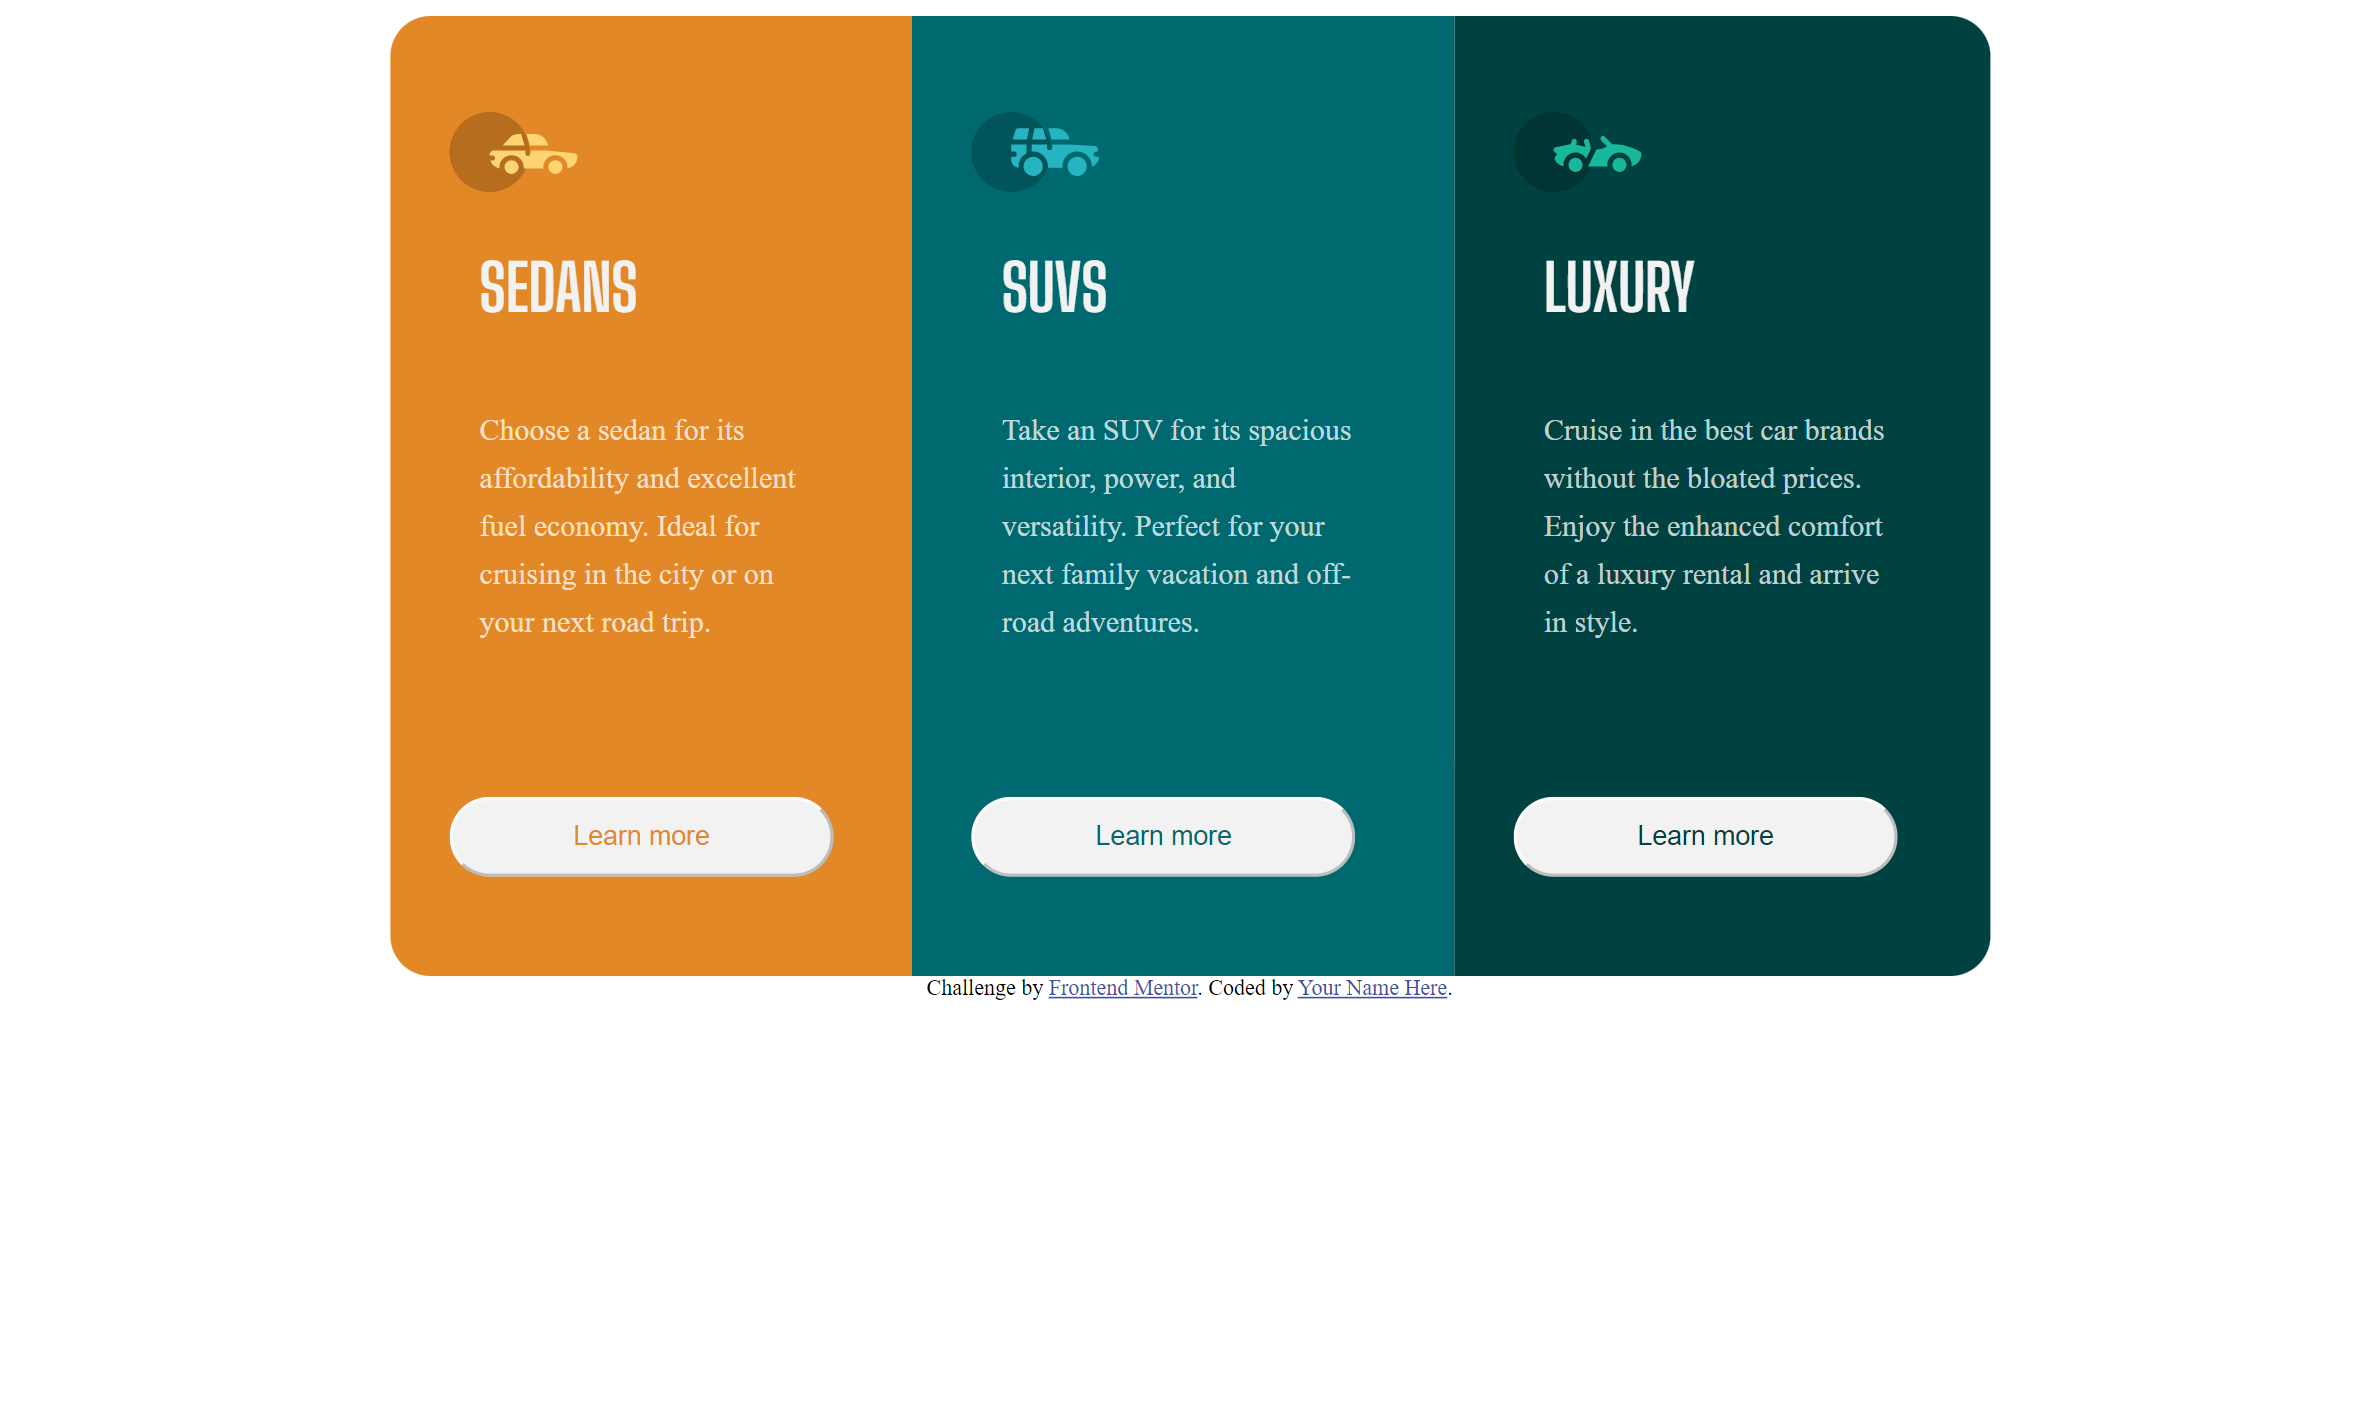 SEDANS
Choose a sedan for its
affordability and excellent
fuel economy. Ideal for
cruising in the city or on
your next road trip.
Learn more
SUVS
Take an SUV for its spacious
interior, power, and
versatility. Perfect for your
next family vacation and off-
road adventures.
Learn more
LUXURY
Cruise in the best car brands
without the bloated prices.
Enjoy the enhanced comfort
of a luxury rental and arrive
in style.
Learn more
Challenge by Frontend Mentor. Coded by Your Name Here.